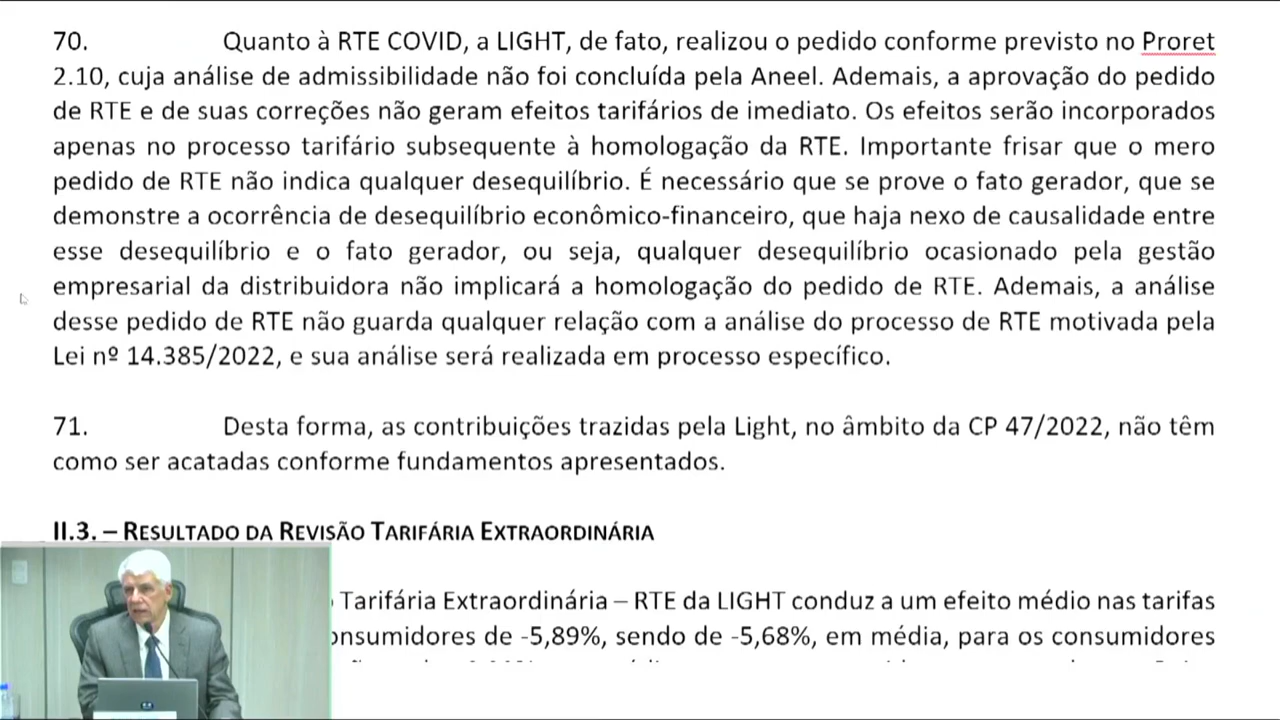 70. Quanto à RTE COVID, a LIGHT, de fato, realizou o pedido conforme previsto no Proret
2.10, cuja análise de admissibilidade não foi concluída pela Aneel. Ademais, a aprovação do pedido
de RTE e de suas correções não geram efeitos tarifários de imediato. Os efeitos serão incorporados
apenas no processo tarifário subsequente à homologação da RTE. Importante frisar que o mero
pedido de RTE não indica qualquer desequilíbrio. É necessário que se prove o fato gerador, que se
demonstre a ocorrência de desequilíbrio econômico-financeiro, que haja nexo de causalidade entre
esse desequilíbrio e o fato gerador, ou seja, qualquer desequilíbrio ocasionado pela gestão
empresarial da distribuidora não implicará a homologação do pedido de RTE. Ademais, a análise
desse pedido de RTE não guarda qualquer relação com a análise do processo de RTE motivada pela
Lei nº 14.385/2022, e sua análise será realizada em processo específico.
71. Desta forma, as contribuições trazidas pela Light, no âmbito da CP 47/2022, não têm
como ser acatadas conforme fundamentos apresentados.
II.3. – RESULTADO DA REVISÃO TARIFÁRIA EXTRAORDINÁRIA
Tarifária Extraordinária – RTE da LIGHT conduz a um efeito médio nas tarifas
onsumidores de -5,89%, sendo de -5,68%, em média, para os consumidores